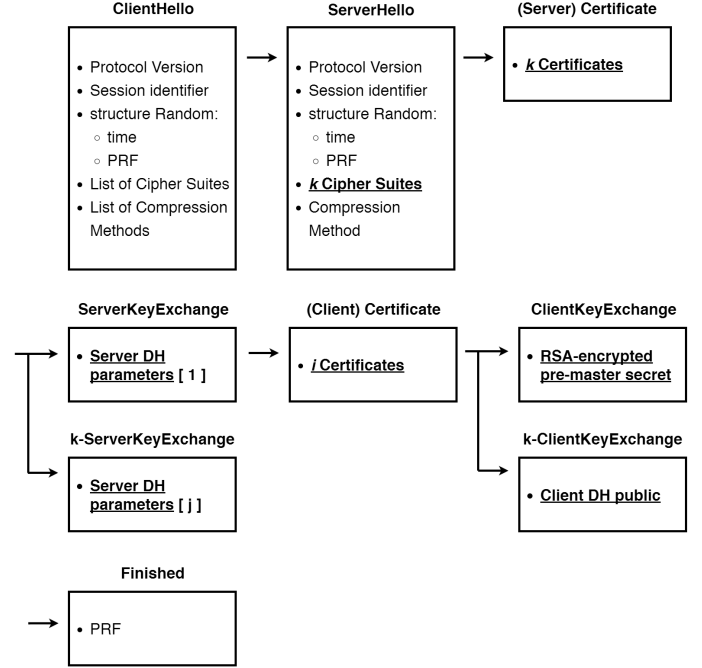 ClientHello
• Protocol Version
• Session identifier
• structure Random:
○ time
○ PRF
• List of Cipher Suites
• List of Compression
Methods
ServerHello
• Protocol Version
• Session identifier
• structure Random:
○ time
○ PRF
• k Cipher Suites
• Compression
Method
(Server) Certificate
• k Certificates
ServerKeyExchange
• Server DH
parameters [ 1 ]
k-ServerKeyExchange
• Server DH
parameters [ j ]
(Client) Certificate
• i Certificates
ClientKeyExchange
• RSA-encrypted
pre-master secret
k-ClientKeyExchange
• Client DH public
Finished
• PRF